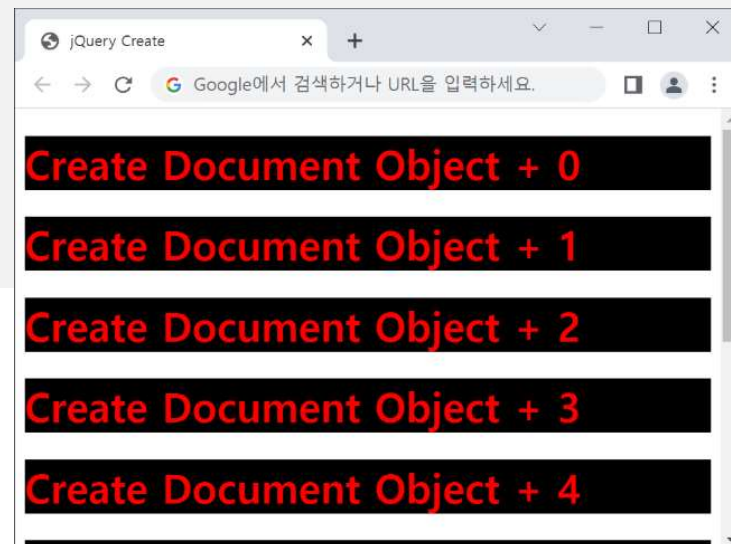 jQuery Create
Google에서 검색하거나 URL을 입력하세요.
Create Document Object + 0
Create Document Object + 1
Create Document Object + 2
Create Document Object + 3
Create Document Object + 4